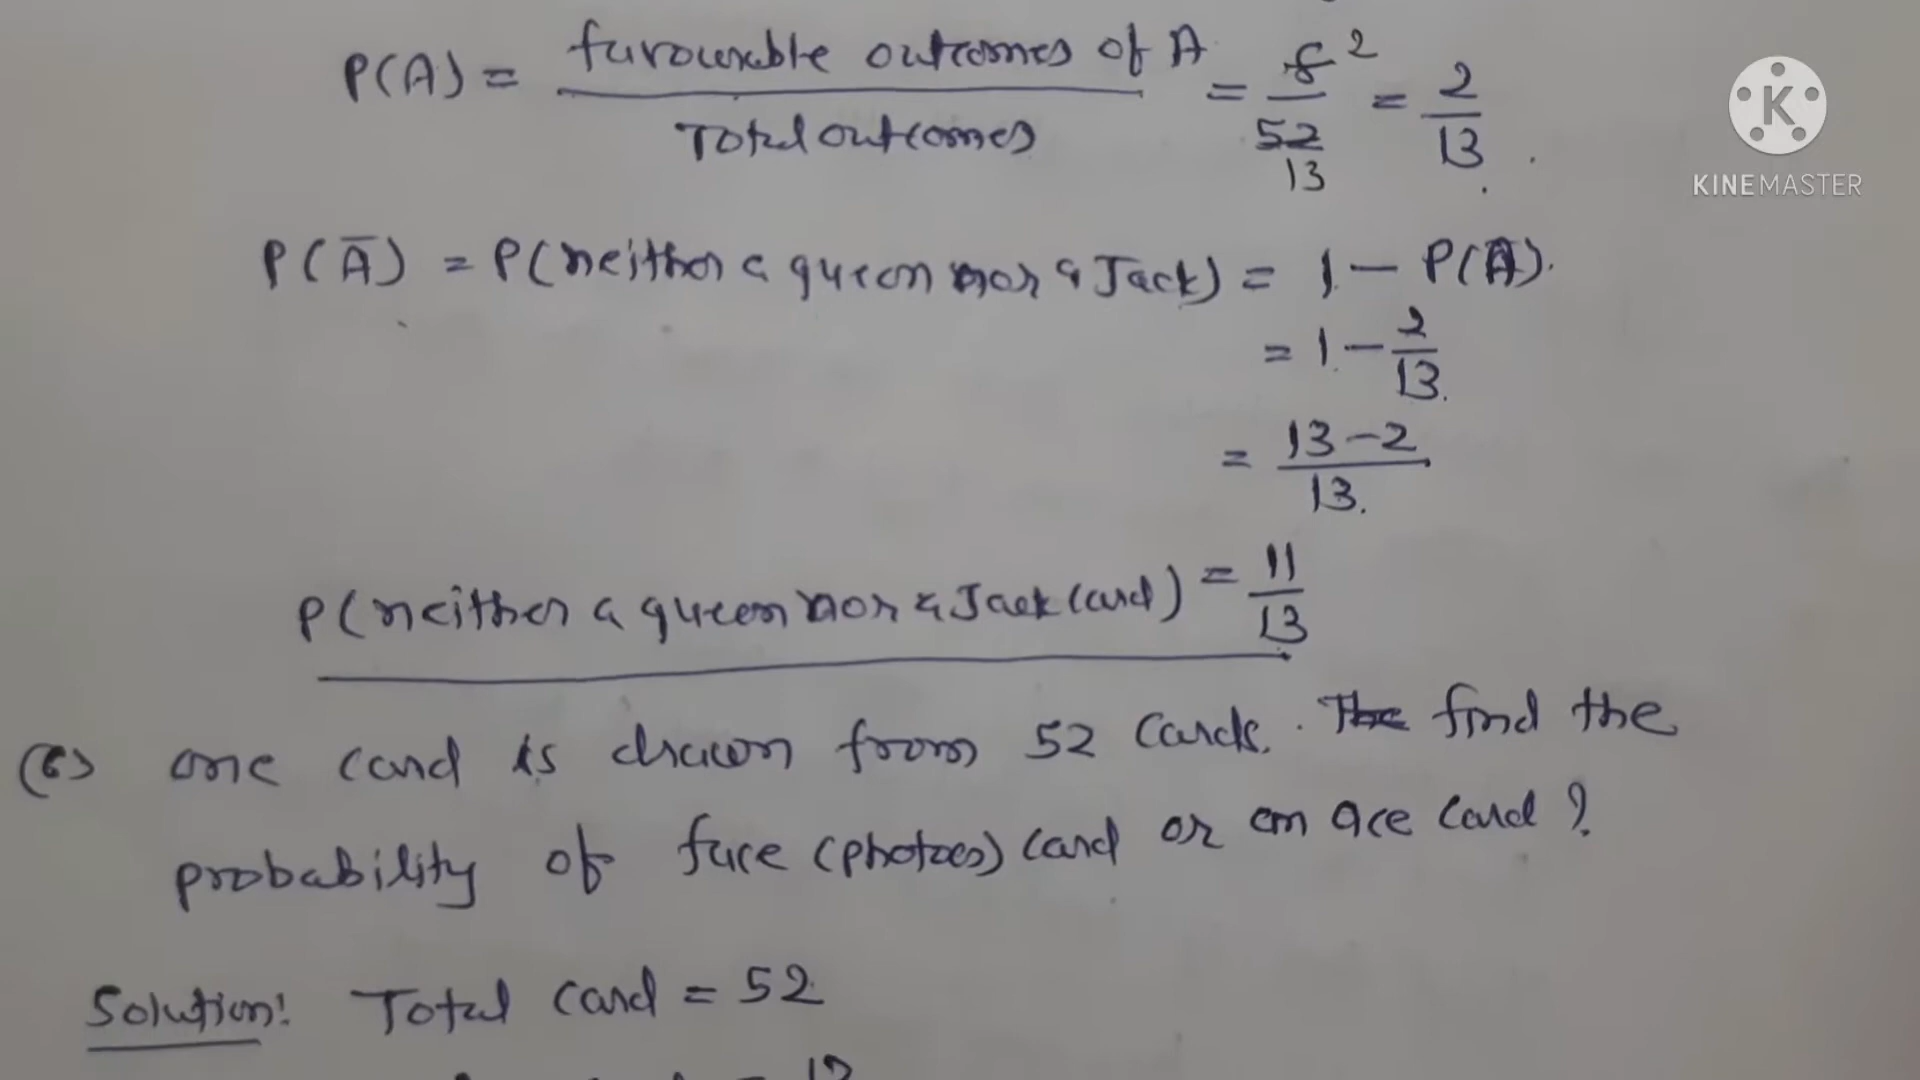 P(A) = favourable outcomes of A / Total outcomes = 8 2 / 52 13 = 2/13 .
K
KINEMASTER
P(Ā) = P(neither a queen nor a Jack) = 1 - P(A).
= 1 - 2/13.
= 13-2/13.
P(neither a queen nor a Jack card) = 11/13
(6) one card is drawn from 52 cards. The find the
probability of face (photoes) card or an ace card ?
Solution: Total card = 52